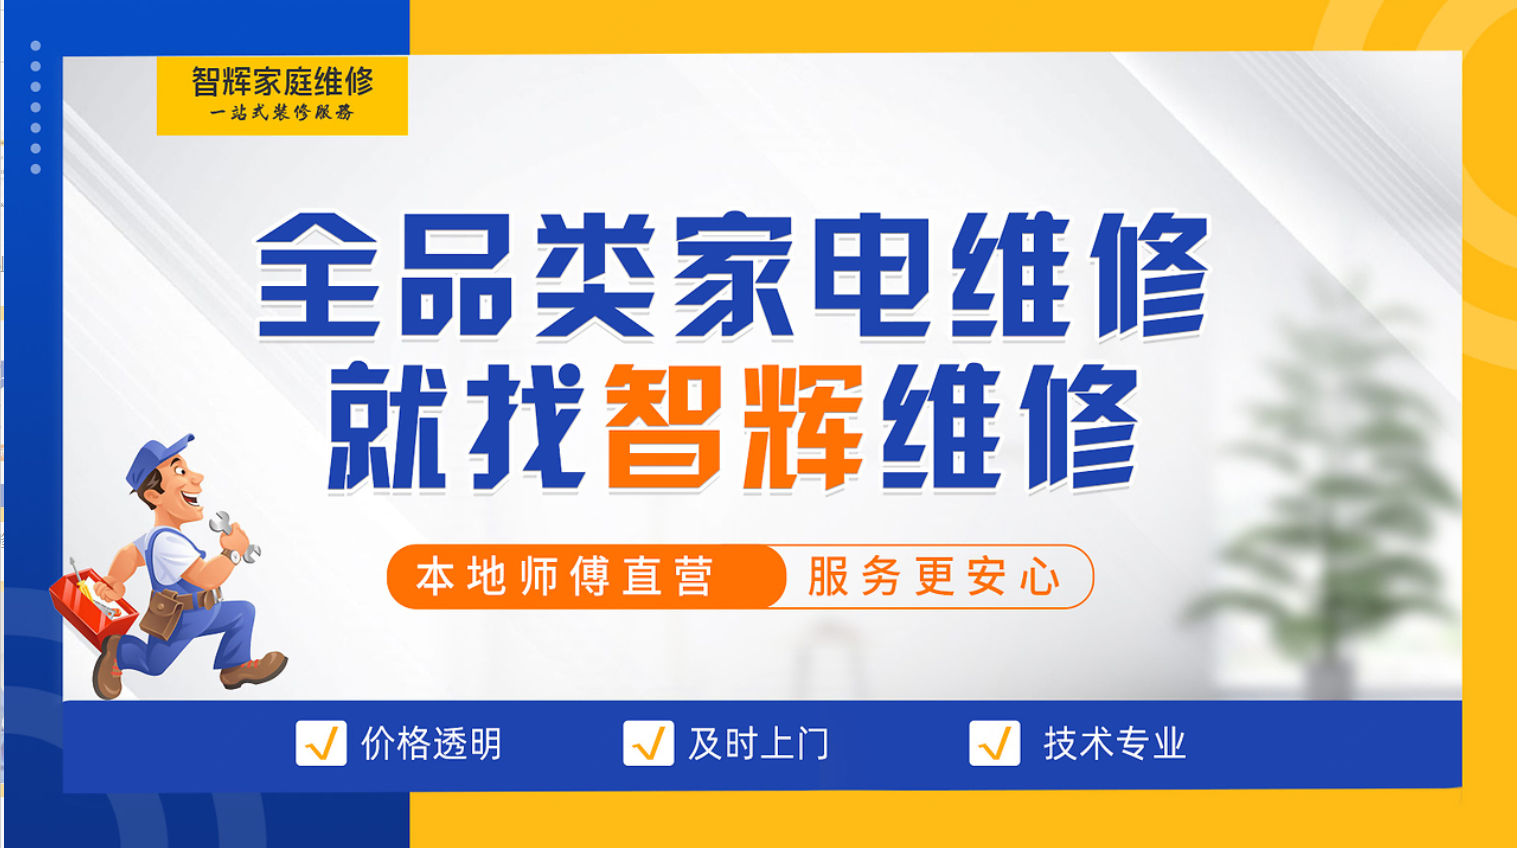 智辉家庭维修
一站式装修服務
全品类家电维修
就找智辉维修
本地师傅直营 服务更安心
价格透明 及时上门 技术专业